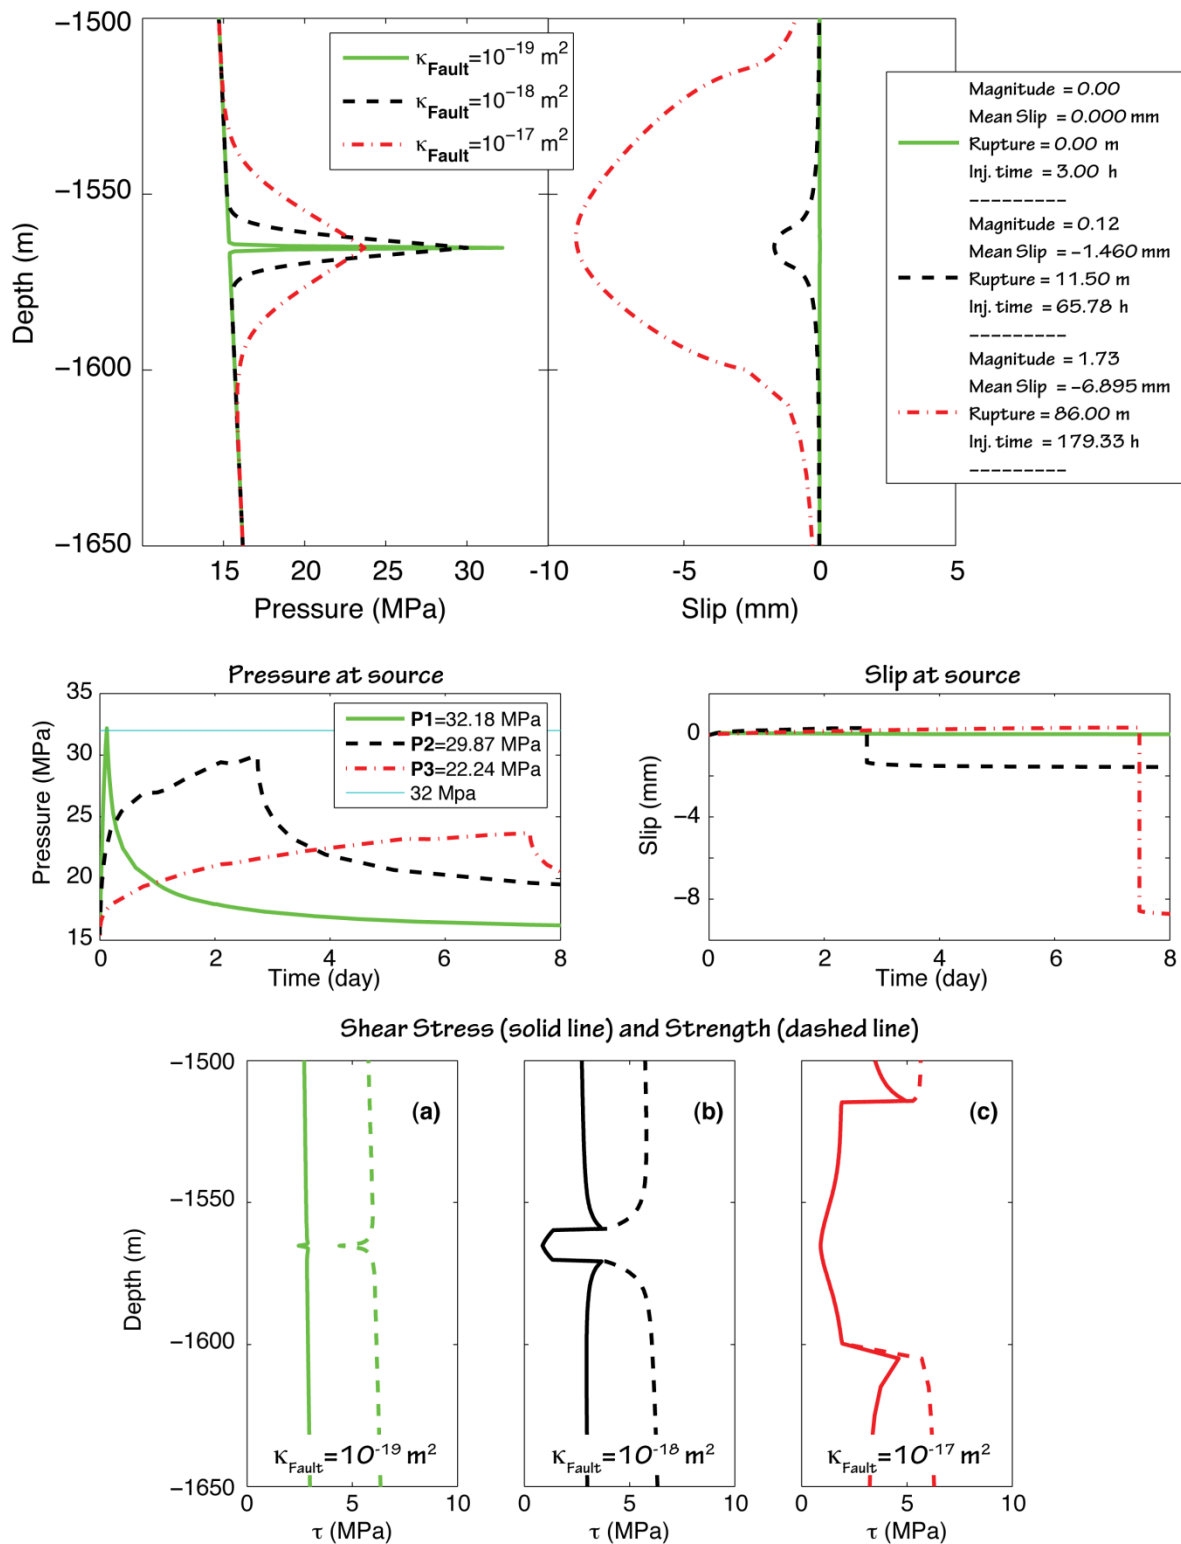 −1500
−1550
−1600
−1650
Depth (m)
15
20
25
30
Pressure (MPa)
κFault=10−19 m2
κFault=10−18 m2
κFault=10−17 m2
-10
-5
0
5
Slip (mm)
Magnitude = 0.00
Mean Slip = 0.000 mm
Rupture = 0.00 m
Inj. time = 3.00 h
_________
Magnitude = 0.12
Mean Slip = −1.460 mm
Rupture = 11.50 m
Inj. time = 65.78 h
_________
Magnitude = 1.73
Mean Slip = −6.895 mm
Rupture = 86.00 m
Inj. time = 179.33 h
_________
Pressure at source
35
30
25
20
15
Pressure (MPa)
P1=32.18 MPa
P2=29.87 MPa
P3=22.24 MPa
32 Mpa
0
2
4
6
8
Time (day)
Slip at source
0
−4
−8
Slip (mm)
0
2
4
6
8
Time (day)
Shear Stress (solid line) and Strength (dashed line)
−1500
−1550
−1600
−1650
Depth (m)
(a)
κFault=10-19 m2
0
5
10
τ (MPa)
(b)
κFault=10-18 m2
0
5
10
τ (MPa)
(c)
κFault=10-17 m2
0
5
10
τ (MPa)